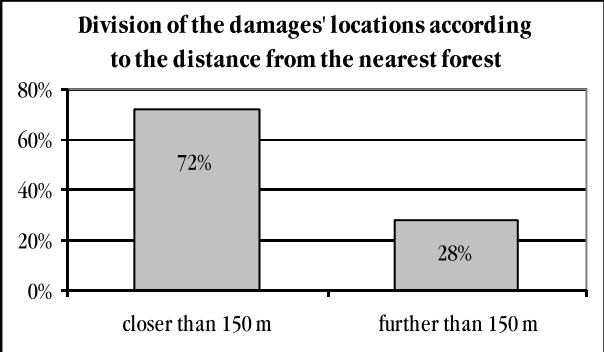 Division of the damages' locations according
to the distance from the nearest forest
80%
60%
40%
20%
0%
72%
28%
closer than 150 m
further than 150 m